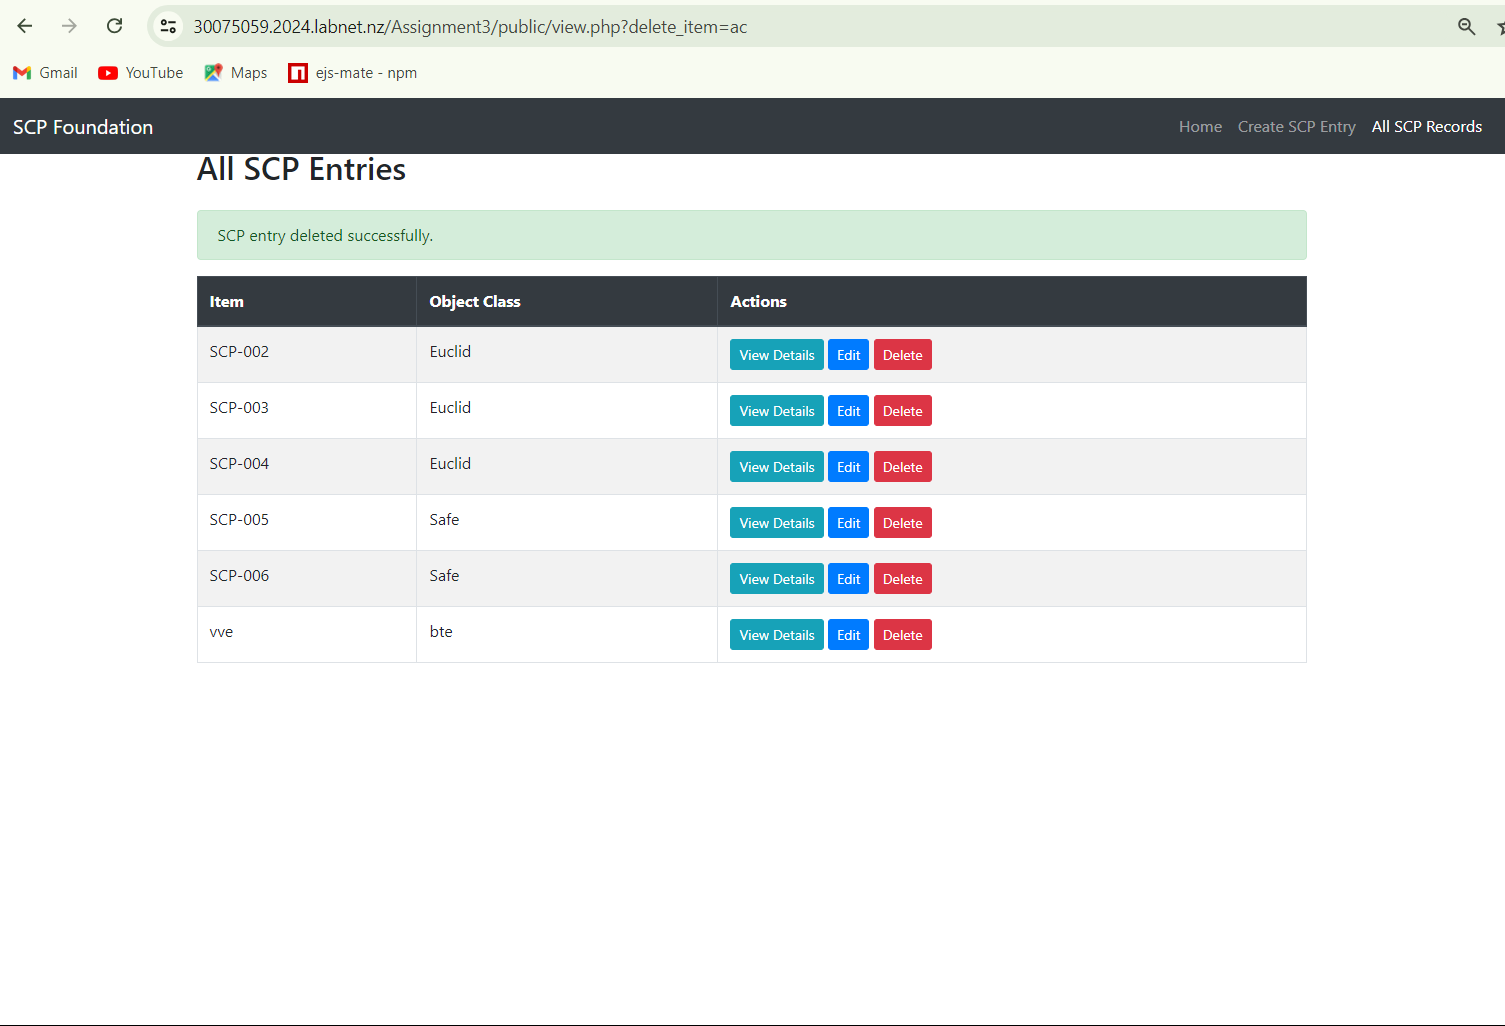 30075059.2024.labnet.nz/Assignment3/public/view.php?delete_item=ac
Gmail YouTube Maps ejs-mate - npm
SCP Foundation Home Create SCP Entry All SCP Records
All SCP Entries
SCP entry deleted successfully.
Item Object Class Actions
SCP-002 Euclid View Details Edit Delete
SCP-003 Euclid View Details Edit Delete
SCP-004 Euclid View Details Edit Delete
SCP-005 Safe View Details Edit Delete
SCP-006 Safe View Details Edit Delete
vve bte View Details Edit Delete